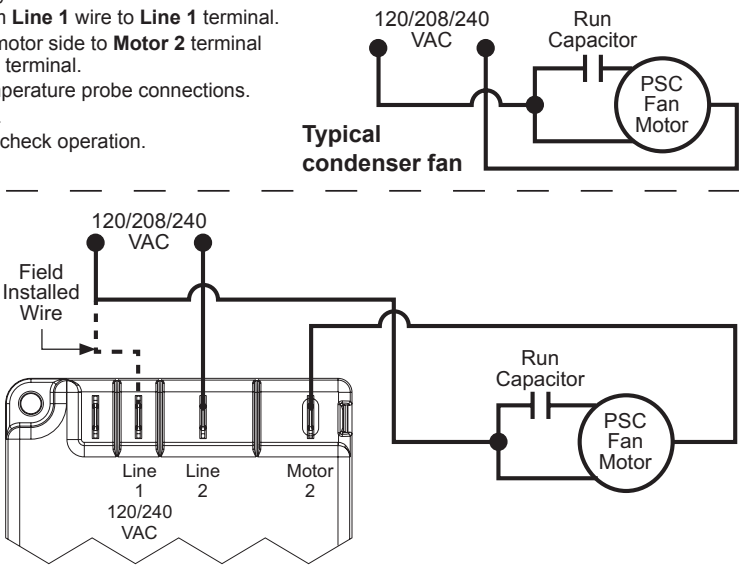 Line 1 wire to Line 1 terminal.
motor side to Motor 2 terminal
terminal.
probe connections.
check operation.
120/208/240
VAC
Run
Capacitor
PSC
Fan
Motor
Typical
condenser fan
120/208/240
VAC
Field
Installed
Wire
Run
Capacitor
PSC
Fan
Motor
Line
1
120/240
VAC
Line
2
Motor
2